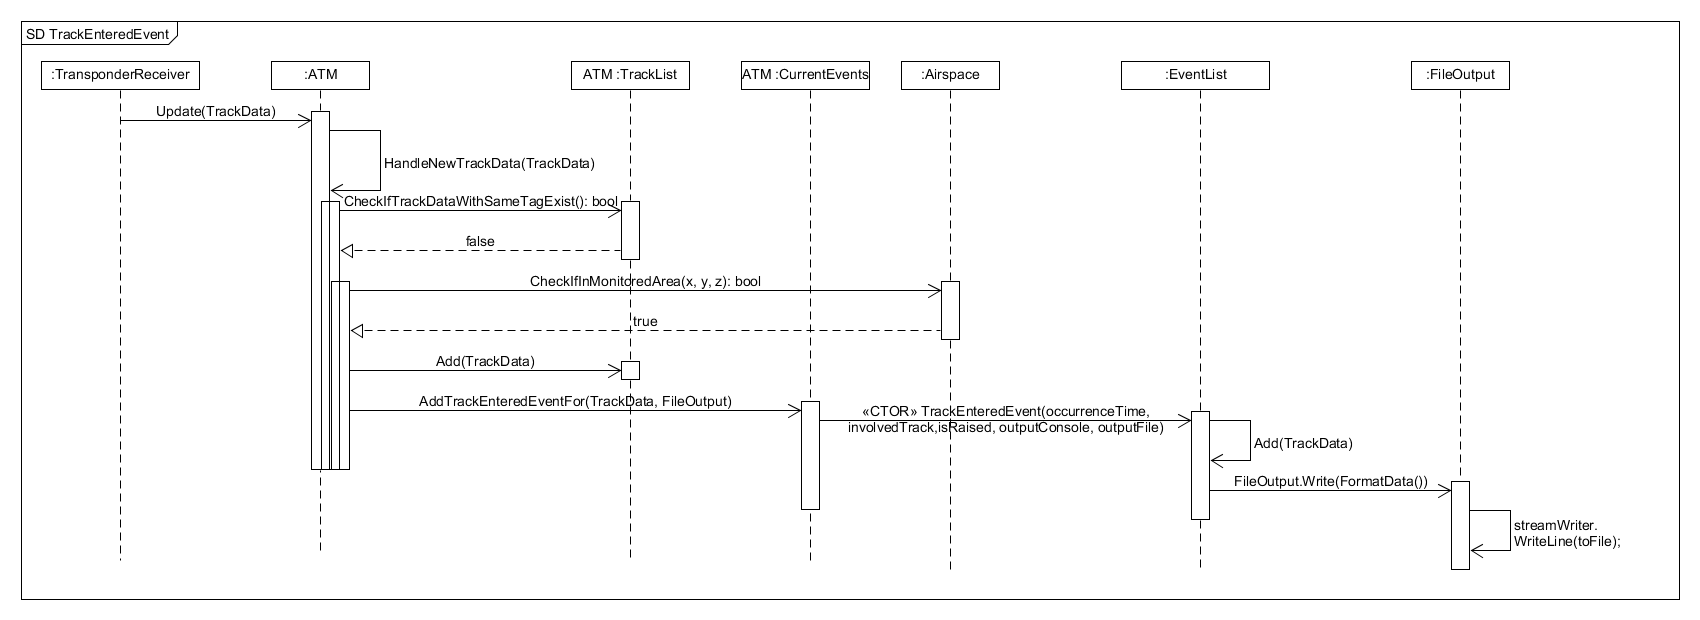 SD TrackEnteredEvent
:TransponderReceiver
:ATM
ATM :TrackList
ATM :CurrentEvents
:Airspace
:EventList
:FileOutput
Update(TrackData)
HandleNewTrackData(TrackData)
CheckIfTrackDataWithSameTagExist(): bool
false
CheckIfInMonitoredArea(x, y, z): bool
true
Add(TrackData)
AddTrackEnteredEventFor(TrackData, FileOutput)
«CTOR» TrackEnteredEvent(occurrenceTime,
involvedTrack,isRaised, outputConsole, outputFile)
Add(TrackData)
FileOutput.Write(FormatData())
streamWriter.
WriteLine(toFile);